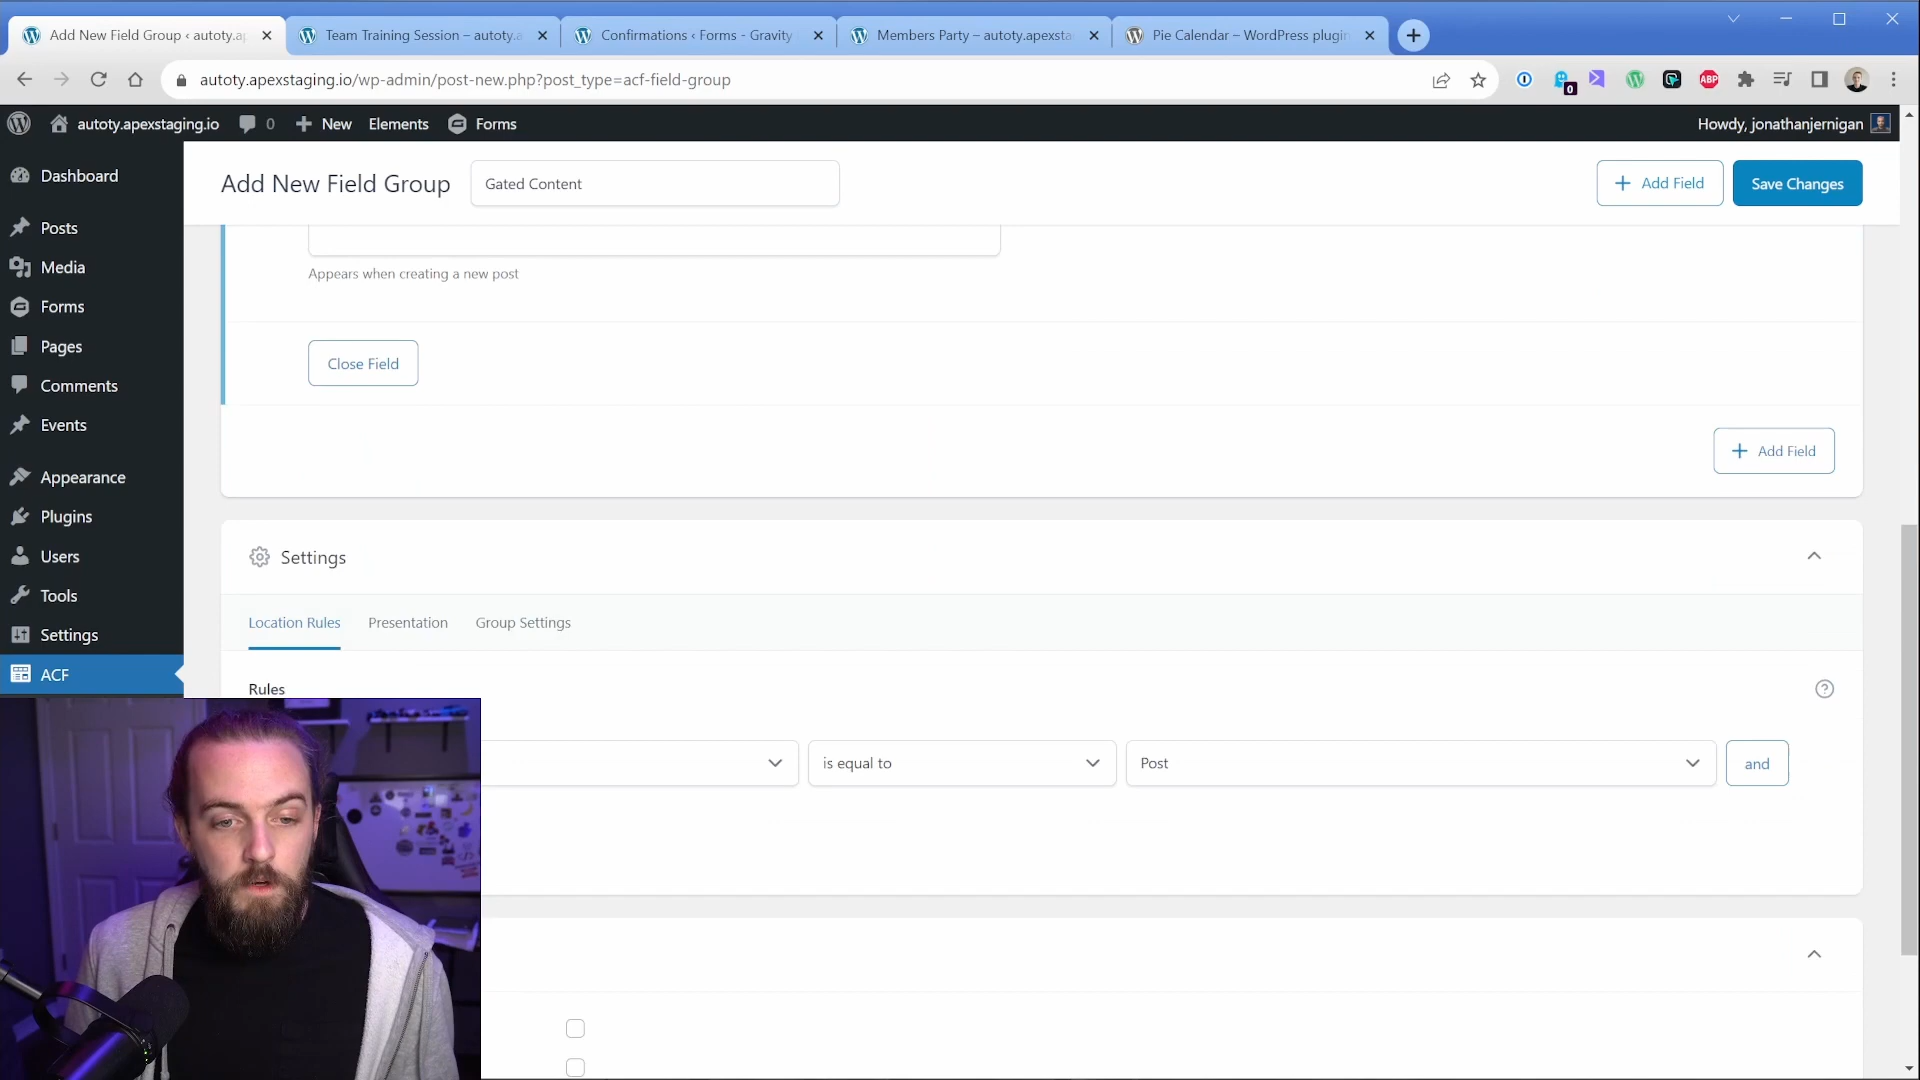 Add New Field Group ‹ autoty.ap
Team Training Session – autoty.a
Confirmations ‹ Forms - Gravity
Members Party – autoty.apexsta
Pie Calendar – WordPress plugin
autoty.apexstaging.io/wp-admin/post-new.php?post_type=acf-field-group
0
ABP
autoty.apexstaging.io
0
New
Elements
Forms
Howdy, jonathanjernigan
Dashboard
Posts
Media
Forms
Pages
Comments
Events
Appearance
Plugins
Users
Tools
Settings
ACF
Add New Field Group
Gated Content
Add Field
Save Changes
Appears when creating a new post
Close Field
Add Field
Settings
Location Rules
Presentation
Group Settings
Rules
is equal to
Post
and